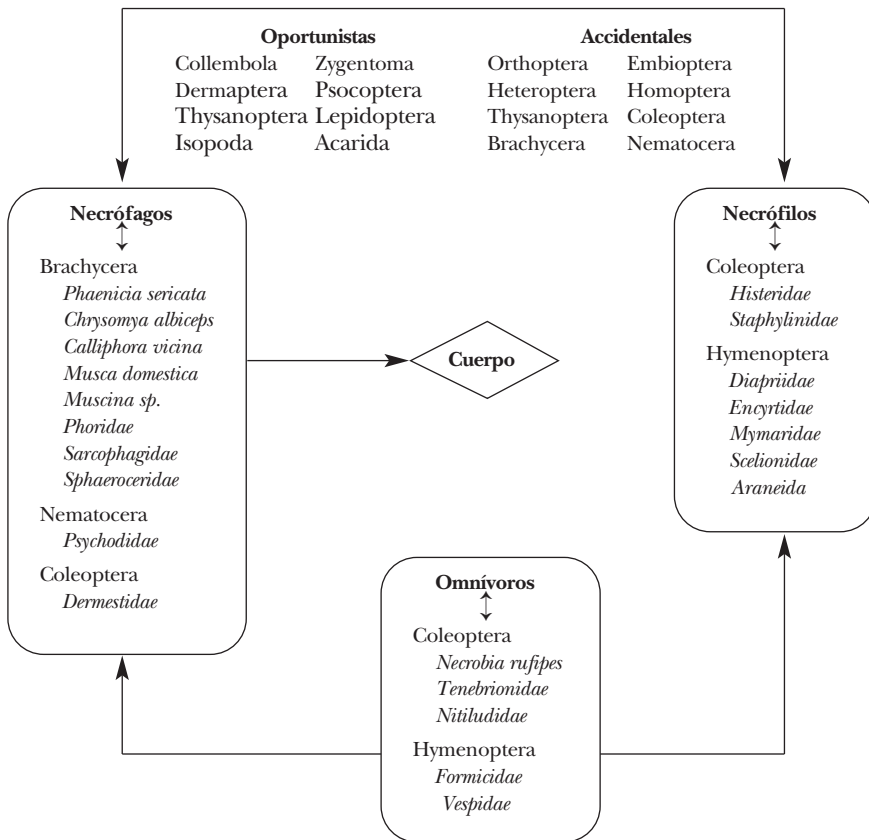 Oportunistas
Collembola Zygentoma
Dermaptera Psocoptera
Thysanoptera Lepidoptera
Isopoda Acarida
Accidentales
Orthoptera Embioptera
Heteroptera Homoptera
Thysanoptera Coleoptera
Brachycera Nematocera
Necrófagos
Brachycera
Phaenicia sericata
Chrysomya albiceps
Calliphora vicina
Musca domestica
Muscina sp.
Phoridae
Sarcophagidae
Sphaeroceridae
Nematocera
Psychodidae
Coleoptera
Dermestidae
Cuerpo
Necrófilos
Coleoptera
Histeridae
Staphylinidae
Hymenoptera
Diapriidae
Encyrtidae
Mymaridae
Scelionidae
Araneida
Omnívoros
Coleoptera
Necrobia rufipes
Tenebrionidae
Nitiludidae
Hymenoptera
Formicidae
Vespidae